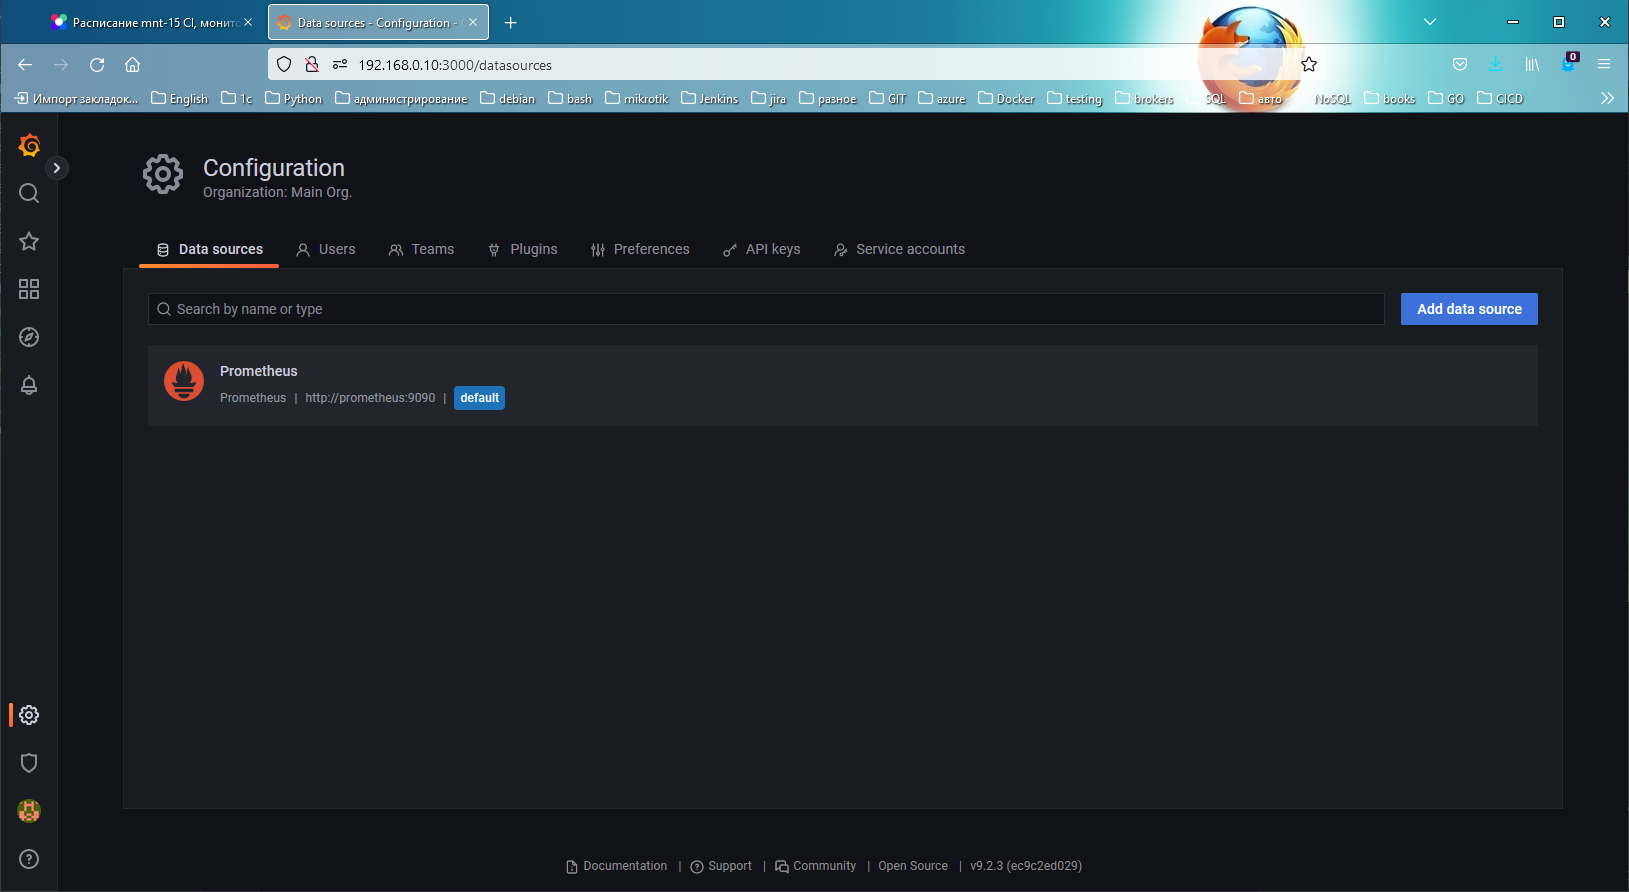 Расписание mnt-15 CI, монито
Data sources - Configuration -
192.168.0.10:3000/datasources
0
Импорт закладок... English 1c Python администрирование debian bash mikrotik Jenkins jira разное GIT azure Docker testing brokers SQL авто NoSQL books GO CICD
Configuration
Organization: Main Org.
Data sources Users Teams Plugins Preferences API keys Service accounts
Search by name or type
Add data source
Prometheus
Prometheus | http://prometheus:9090 | default
Documentation | Support | Community | Open Source | v9.2.3 (ec9c2ed029)